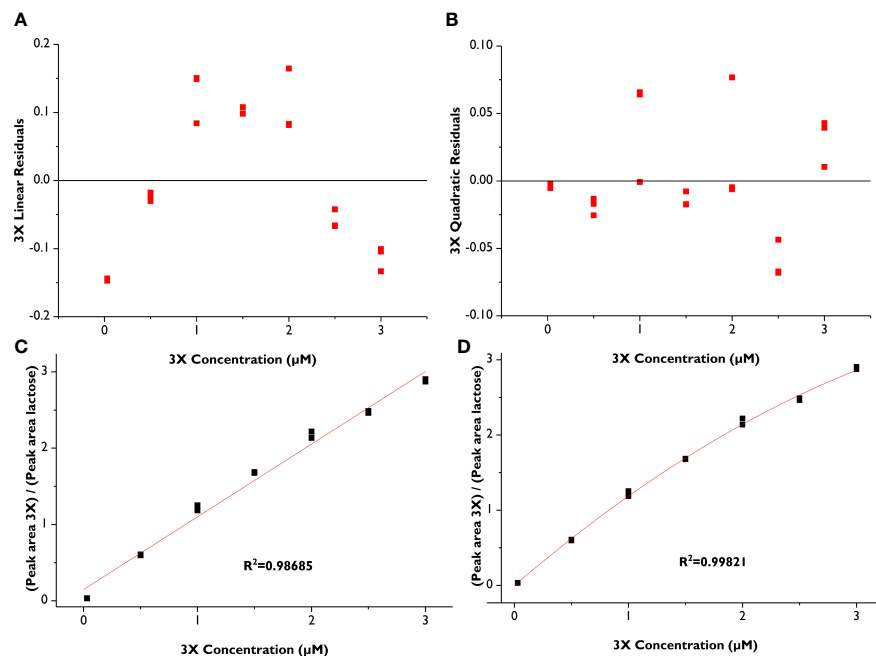 A
0.2
0.1
0.0
-0.1
-0.2
3X Linear Residuals
0
1
2
3
3X Concentration (µM)
B
0.10
0.05
0.00
-0.05
-0.10
3X Quadratic Residuals
0
1
2
3
3X Concentration (µM)
C
3
2
1
0
(Peak area 3X) / (Peak area lactose)
R²=0.98685
0
1
2
3
3X Concentration (µM)
D
3
2
1
0
(Peak area 3X) / (Peak area lactose)
R²=0.99821
0
1
2
3
3X Concentration (µM)